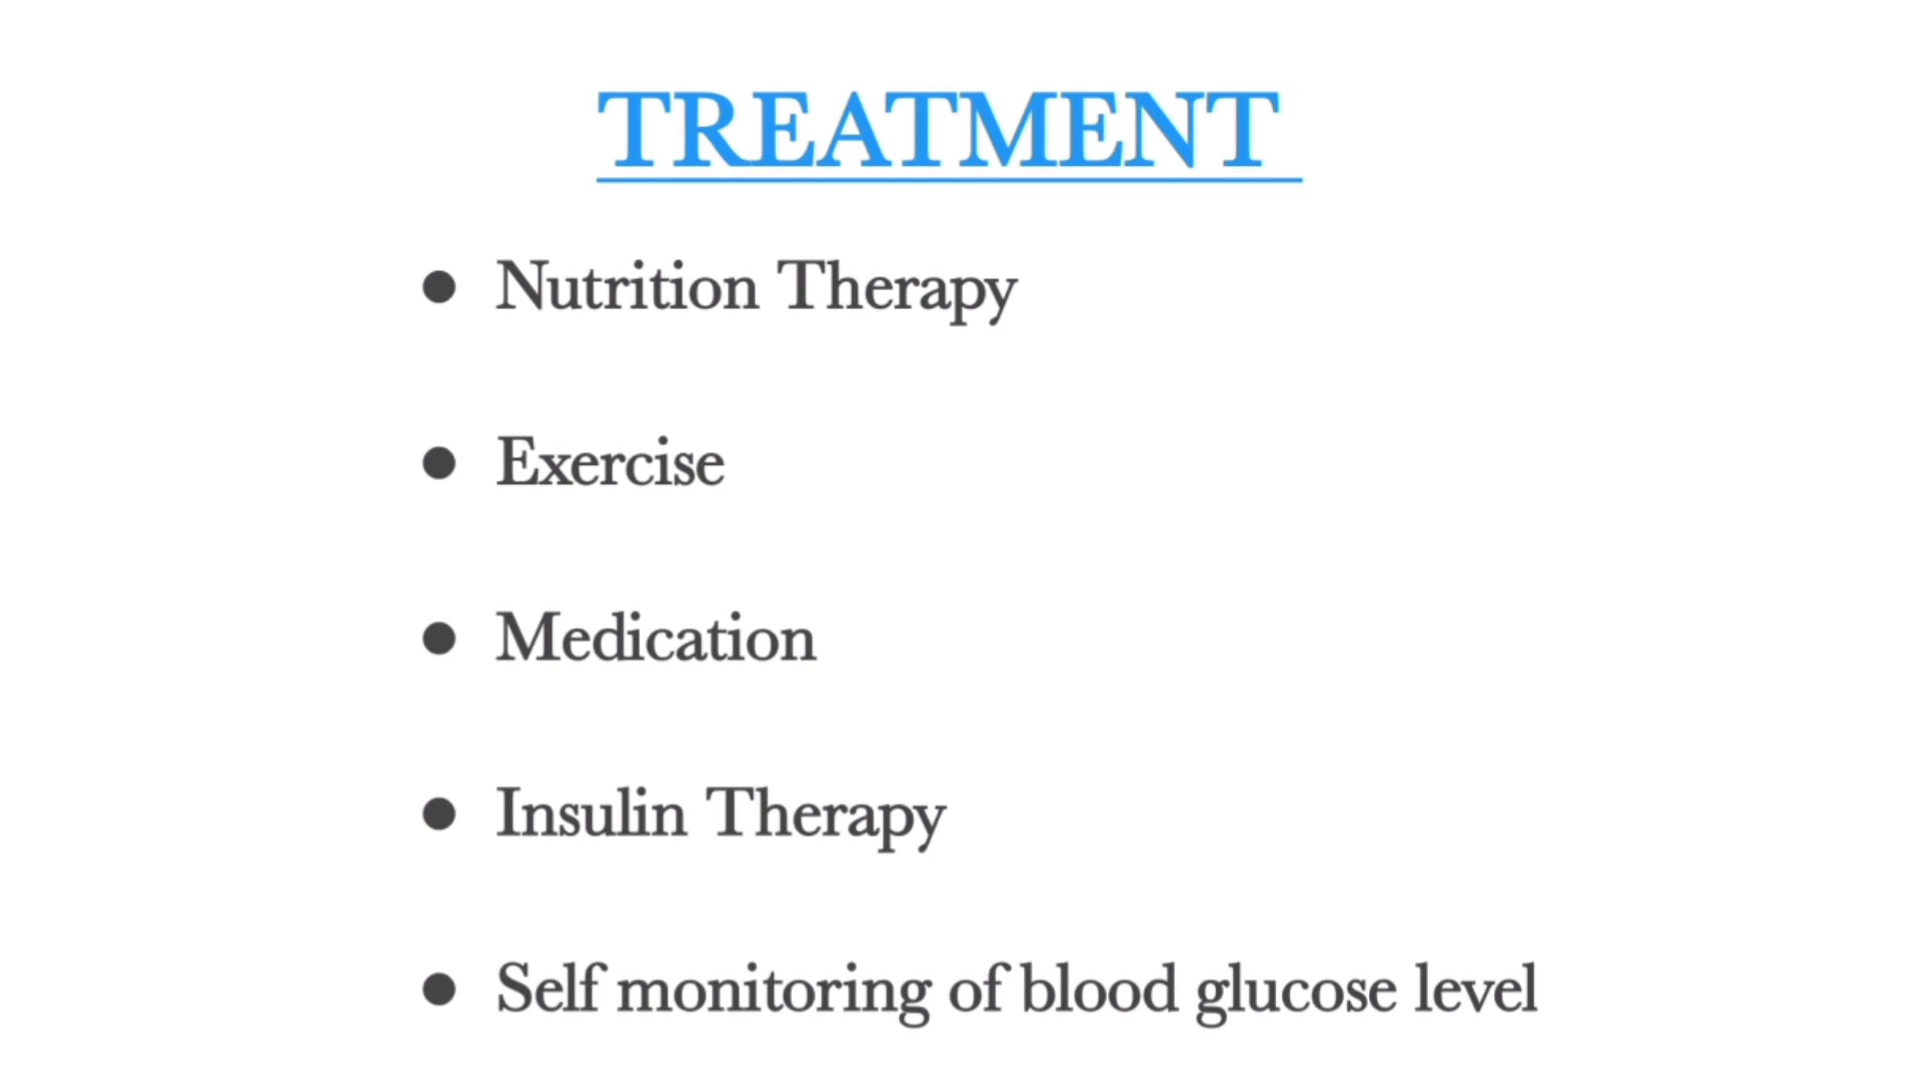 TREATMENT
● Nutrition Therapy
● Exercise
● Medication
● Insulin Therapy
● Self monitoring of blood glucose level